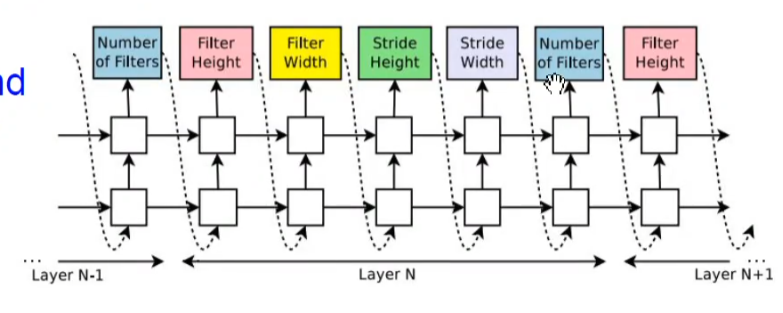 nd
Number
of Filters
Filter
Height
Filter
Width
Stride
Height
Stride
Width
Number
of Filters
Filter
Height
...
Layer N-1
Layer N
...
Layer N+1